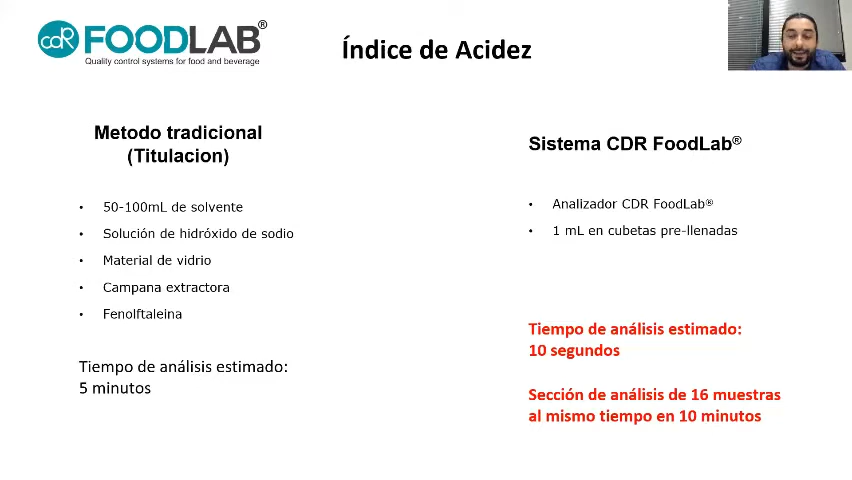 cdR FOODLAB®
Quality control systems for food and beverage
Índice de Acidez
Metodo tradicional
(Titulacion)
• 50-100mL de solvente
• Solución de hidróxido de sodio
• Material de vidrio
• Campana extractora
• Fenolftaleina
Tiempo de análisis estimado:
5 minutos
Sistema CDR FoodLab®
• Analizador CDR FoodLab®
• 1 mL en cubetas pre-llenadas
Tiempo de análisis estimado:
10 segundos
Sección de análisis de 16 muestras
al mismo tiempo en 10 minutos